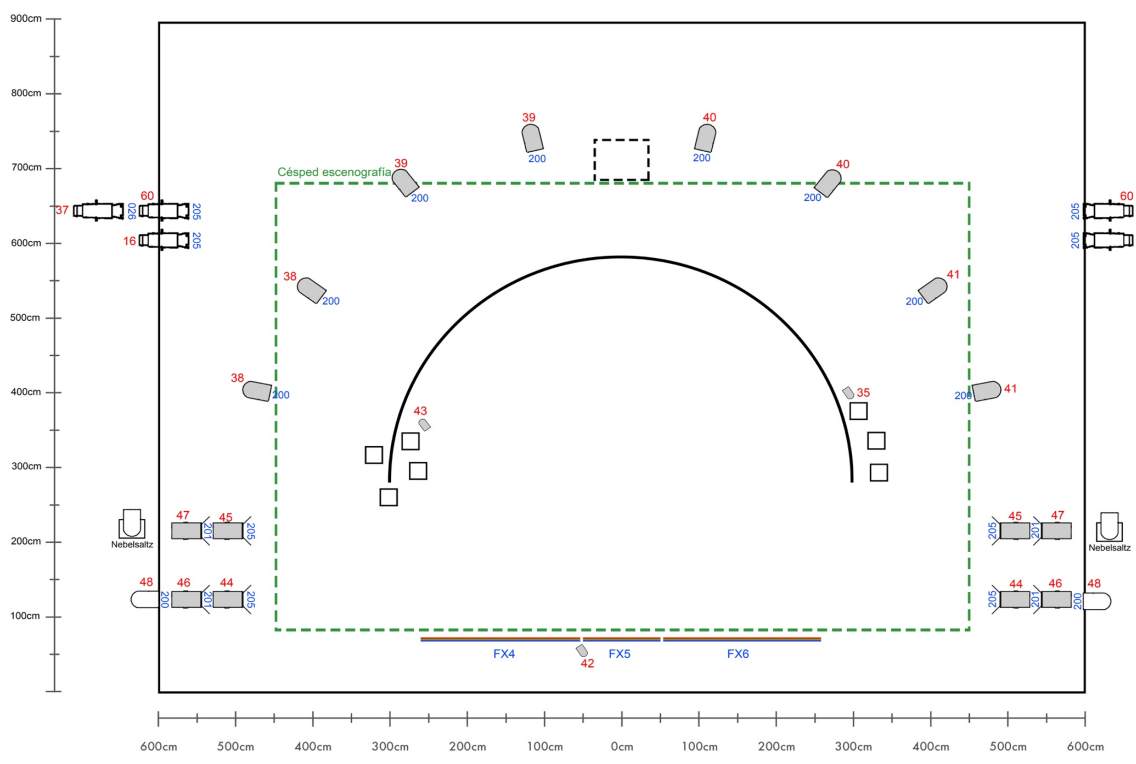 900cm
800cm
39
40
200
200
700cm
Césped escenografía
39
40
200
200
37
026
60
205
205
60
16
205
205
600cm
38
41
200
200
500cm
38
41
200
200
400cm
35
43
300cm
47
45
45
47
201
205
205
201
Nebelsaltz
Nebelsaltz
200cm
48
46
44
44
46
48
200
201
205
205
201
200
100cm
FX4
FX5
FX6
42
600cm
500cm
400cm
300cm
200cm
100cm
0cm
100cm
200cm
300cm
400cm
500cm
600cm